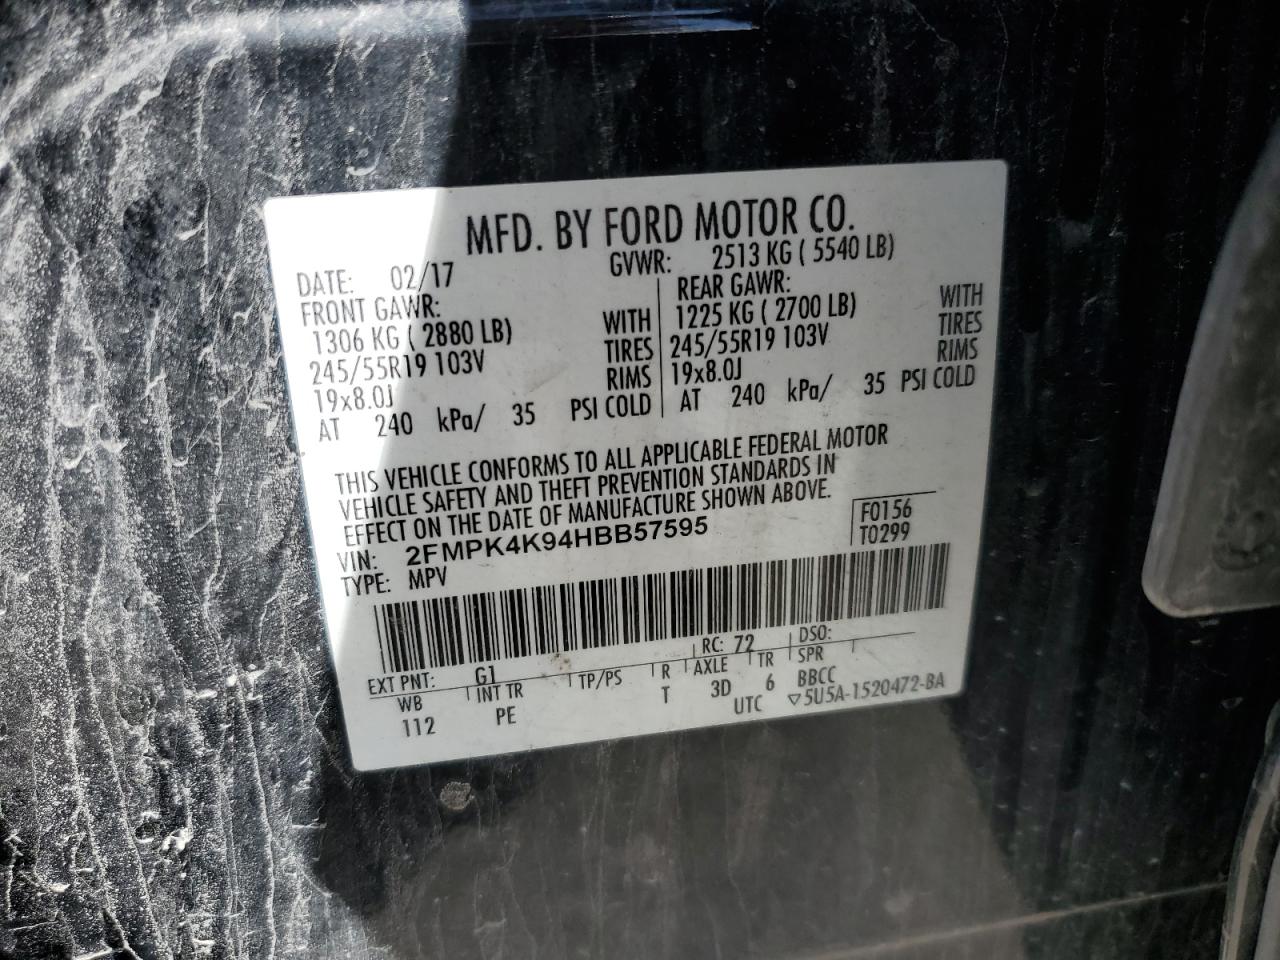 MFD. BY FORD MOTOR CO.
DATE: 02/17 GVWR: 2513 KG ( 5540 LB)
FRONT GAWR: REAR GAWR:
1306 KG ( 2880 LB) WITH 1225 KG ( 2700 LB) WITH
245/55R19 103V TIRES 245/55R19 103V TIRES
19x8.0J RIMS 19x8.0J RIMS
AT 240 kPa/ 35 PSI COLD AT 240 kPa/ 35 PSI COLD
THIS VEHICLE CONFORMS TO ALL APPLICABLE FEDERAL MOTOR
VEHICLE SAFETY AND THEFT PREVENTION STANDARDS IN
EFFECT ON THE DATE OF MANUFACTURE SHOWN ABOVE.
VIN: 2FMPK4K94HBB57595 F0156
TYPE: MPV T0299
EXT PNT: G1 RC: 72 DSO:
WB INT TR TP/PS R AXLE TR SPR
112 PE T 3D 6 BBCC
UTC ▽5U5A-1520472-BA